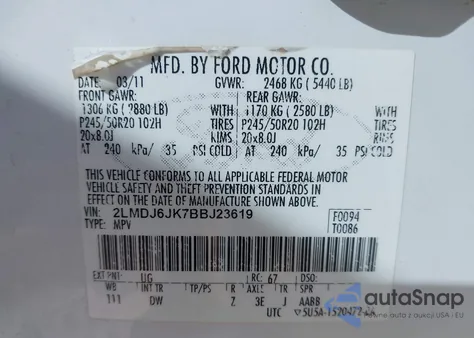 MFD. BY FORD MOTOR CO.
DATE: 03/11 GVWR: 2468 KG ( 5440 LB)
FRONT GAWR: REAR GAWR:
1306 KG ( 2880 LB) WITH 1170 KG ( 2580 LB) WITH
P245/50R20 102H TIRES P245/50R20 102H TIRES
20x8.0J RIMS 20x8.0J RIMS
AT 240 kPa/ 35 PSI COLD AT 240 kPa/ 35 PSI COLD
THIS VEHICLE CONFORMS TO ALL APPLICABLE FEDERAL MOTOR
VEHICLE SAFETY AND THEFT PREVENTION STANDARDS IN
EFFECT ON THE DATE OF MANUFACTURE SHOWN ABOVE.
VIN: 2LMDJ6JK7BBJ23619 F0094
TYPE: MPV T0086
EXT PNT: UG RC: 67 DSO:
WB INT TR TP/PS R AXLE TR SPR
111 DW Z 3E J AABB
UTC
autoSnap